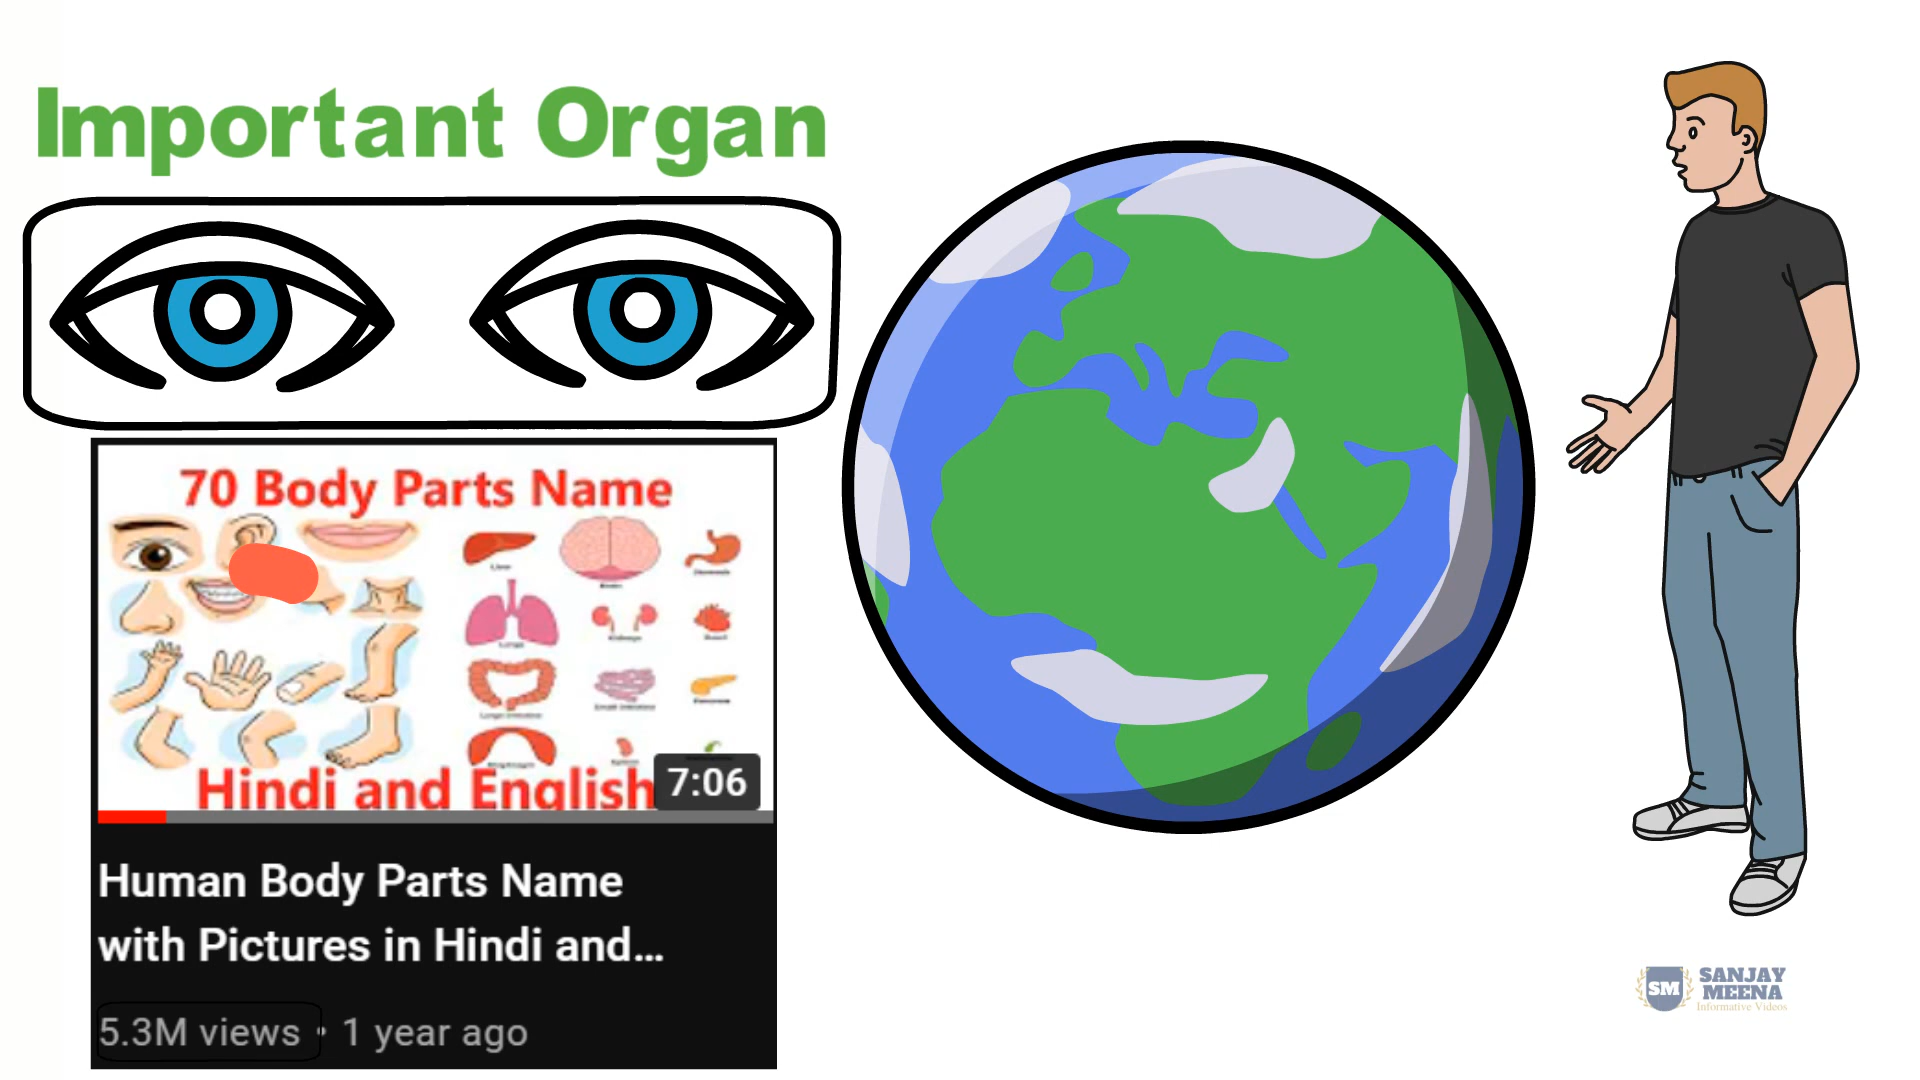 Important Organ
70 Body Parts Name
Hindi and English
7:06
Human Body Parts Name
with Pictures in Hindi and...
5.3M views • 1 year ago
SM
SANJAY
MEENA
Informative Videos